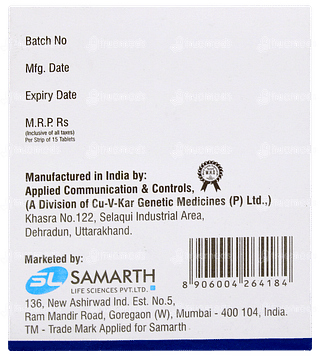 Batch No
Mfg. Date
Expiry Date
M.R.P. Rs
(Inclusive of all taxes)
Per Strip of 15 Tablets
Manufactured in India by:
Applied Communication & Controls,
(A Division of Cu-V-Kar Genetic Medicines (P) Ltd.,)
Khasra No.122, Selaqui Industrial Area,
Dehradun, Uttarakhand.
Marketed by:
SL SAMARTH
LIFE SCIENCES PVT.LTD.
8 906004 264184
136, New Ashirwad Ind. Est. No.5,
Ram Mandir Road, Goregaon (W), Mumbai - 400 104, India.
TM - Trade Mark Applied for Samarth